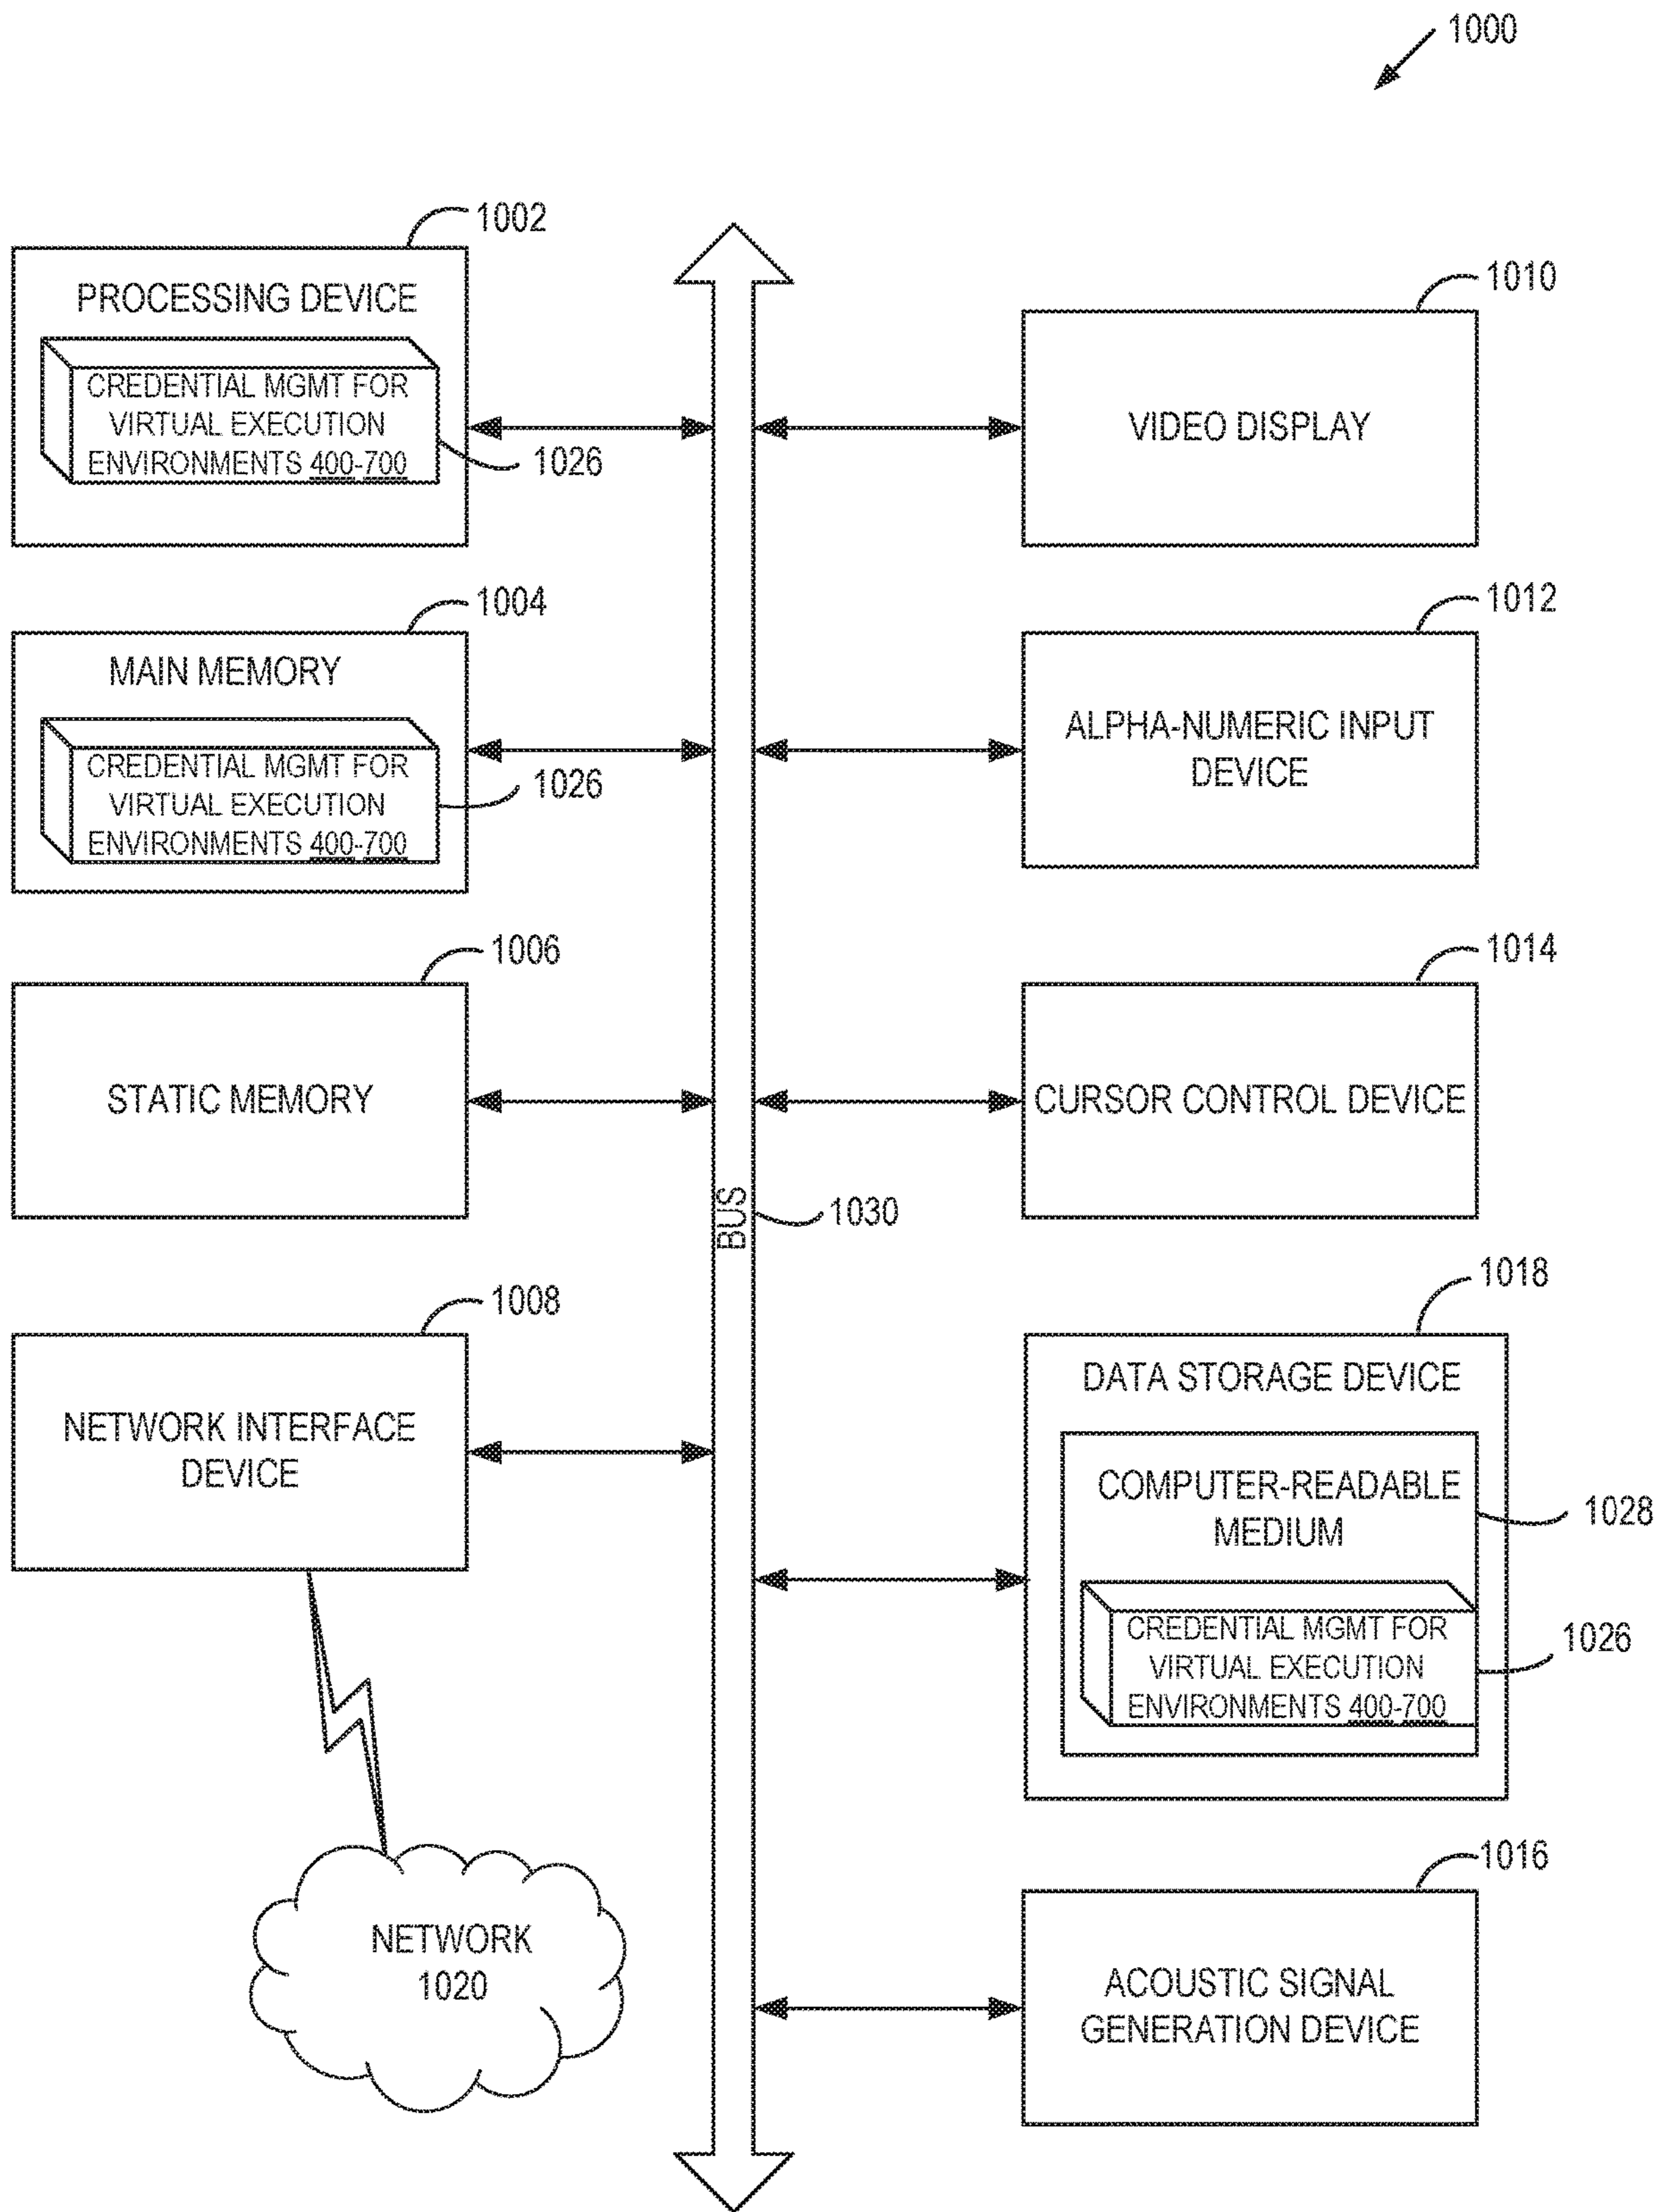 1000
1002
PROCESSING DEVICE
CREDENTIAL MGMT FOR
VIRTUAL EXECUTION
ENVIRONMENTS 400-700
1026
1010
VIDEO DISPLAY
1004
MAIN MEMORY
CREDENTIAL MGMT FOR
VIRTUAL EXECUTION
ENVIRONMENTS 400-700
1026
1012
ALPHA-NUMERIC INPUT
DEVICE
1006
STATIC MEMORY
1014
CURSOR CONTROL DEVICE
BUS
1030
1008
NETWORK INTERFACE
DEVICE
1018
DATA STORAGE DEVICE
COMPUTER-READABLE
MEDIUM
1028
CREDENTIAL MGMT FOR
VIRTUAL EXECUTION
ENVIRONMENTS 400-700
1026
NETWORK
1020
1016
ACOUSTIC SIGNAL
GENERATION DEVICE